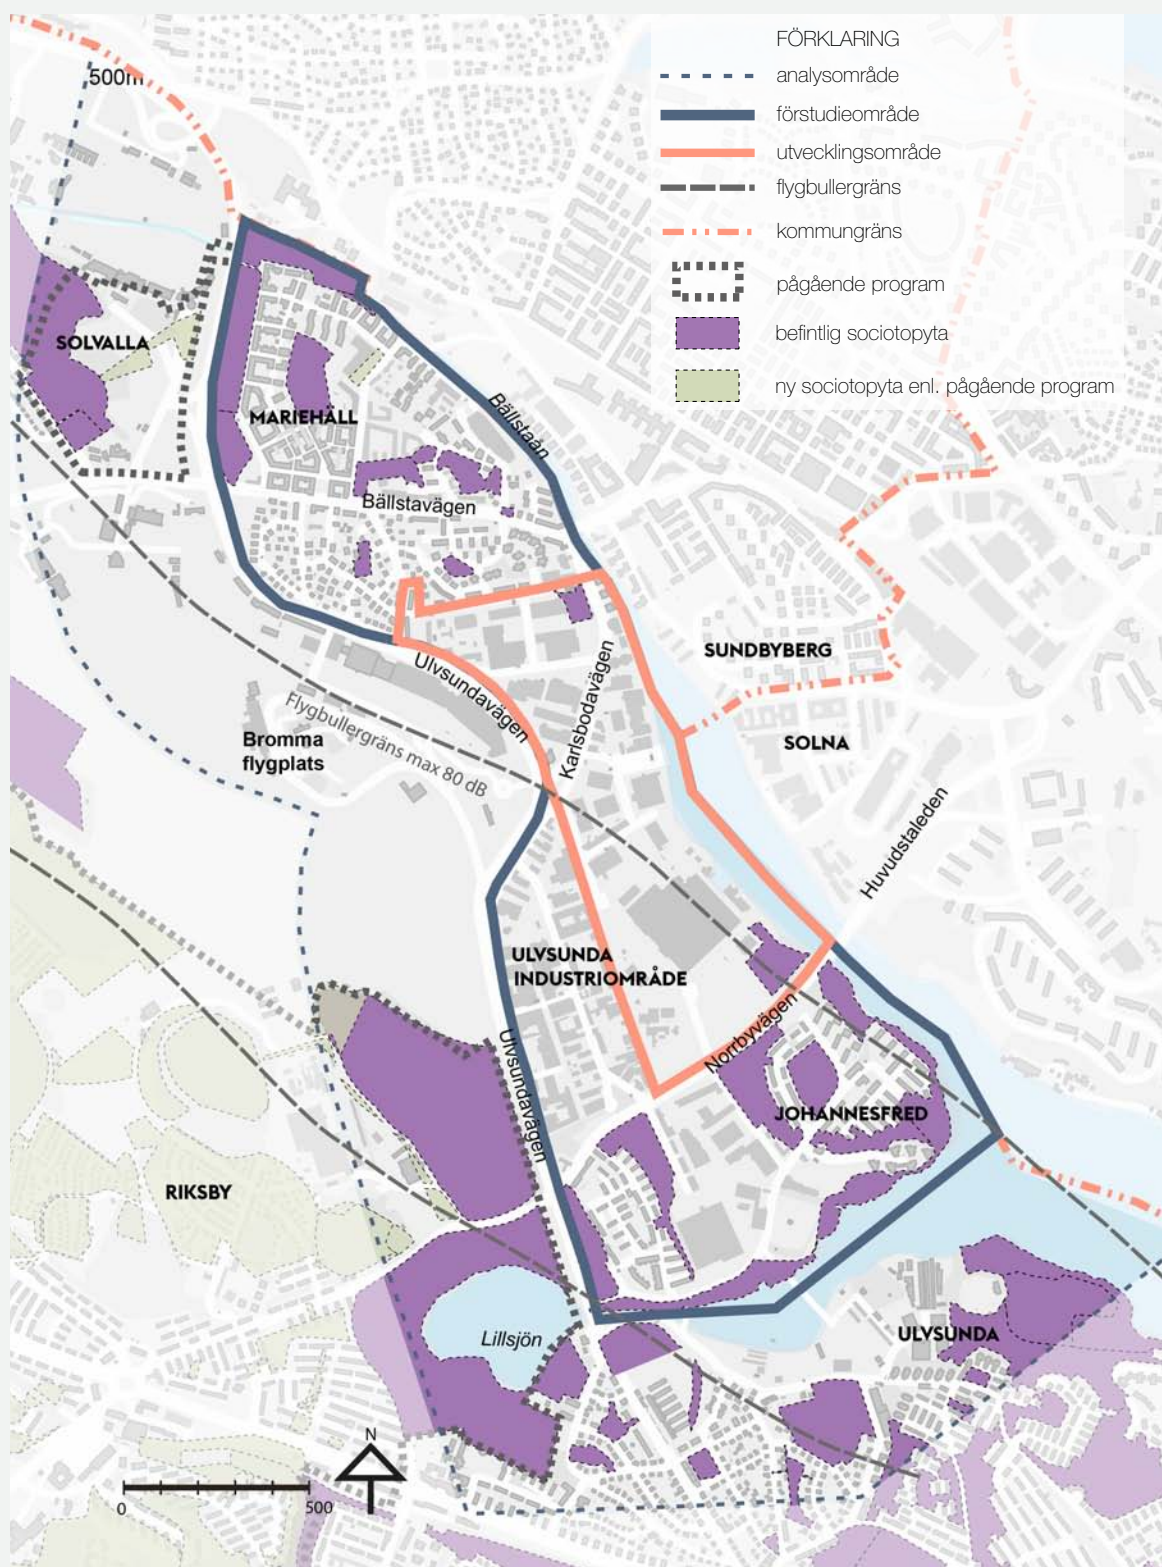 FÖRKLARING
analysområde
förstudieområde
utvecklingsområde
flygbullergräns
kommungräns
pågående program
befintlig sociotopyta
ny sociotopyta enl. pågående program
500m
SOLVALLA
MARIEHÄLL
Bällstaån
Bällstavägen
SUNDBYBERG
Ulvsundavägen
Karlsbodavägen
Flygbullergräns max 80 dB
Bromma
flygplats
SOLNA
Huvudstaleden
ULVSUNDA
INDUSTRIOMRÅDE
Ulvsundavägen
Norrbyvägen
JOHANNESFRED
RIKSBY
Lillsjön
ULVSUNDA
N
0 500